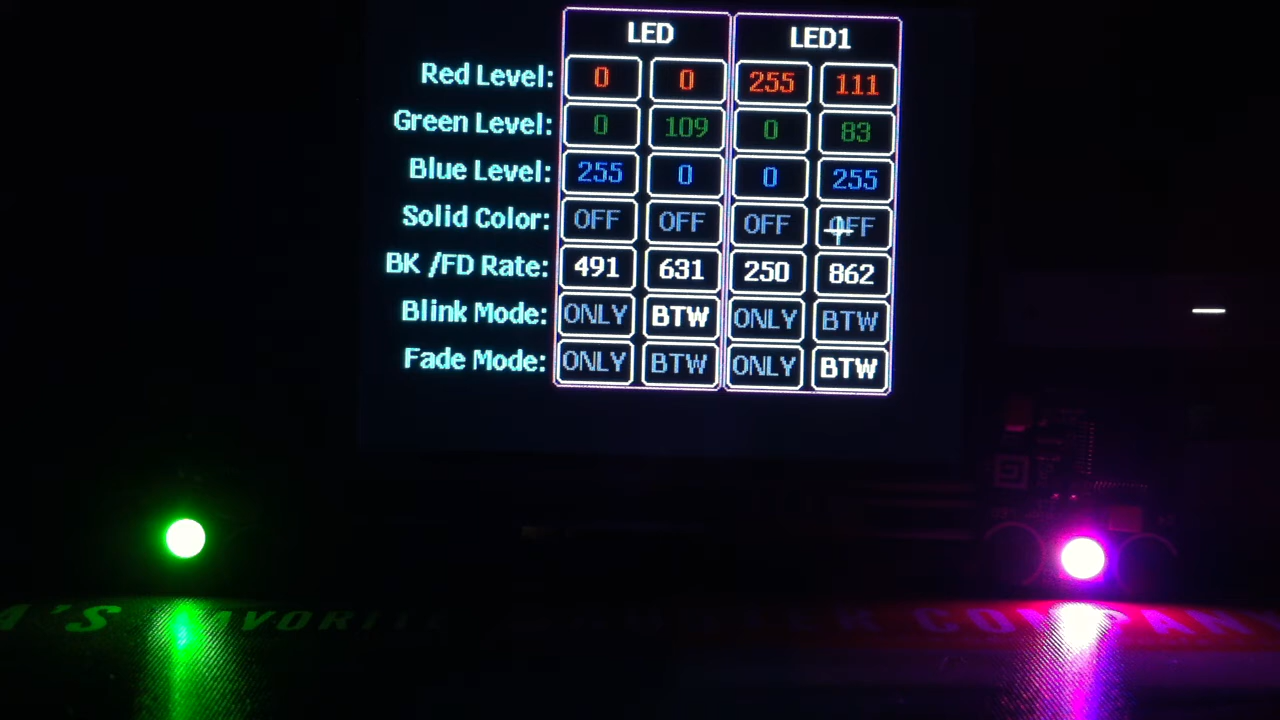 LED LED1
Red Level: 0 0 255 111
Green Level: 0 109 0 83
Blue Level: 255 0 0 255
Solid Color: OFF OFF OFF OFF
BK /FD Rate: 491 631 250 862
Blink Mode: ONLY BTW ONLY BTW
Fade Mode: ONLY BTW ONLY BTW
A'S FAVORITE COMPANY